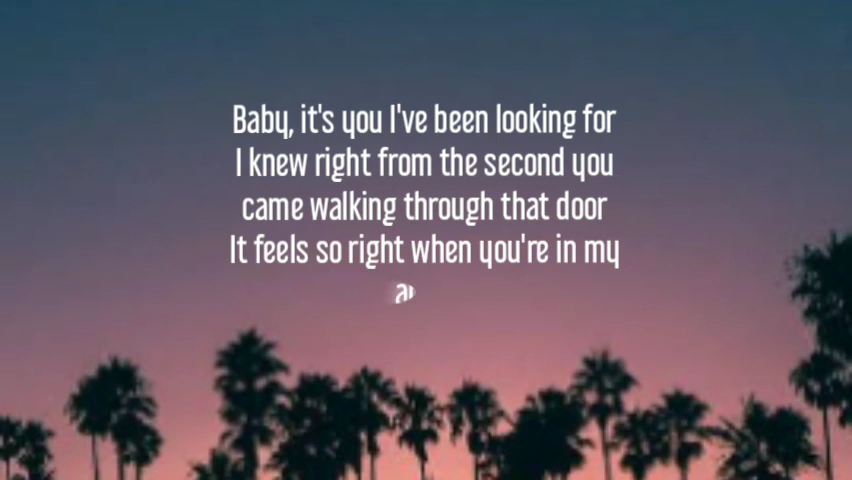 Baby, it's you I've been looking for
I knew right from the second you
came walking through that door
It feels so right when you're in my